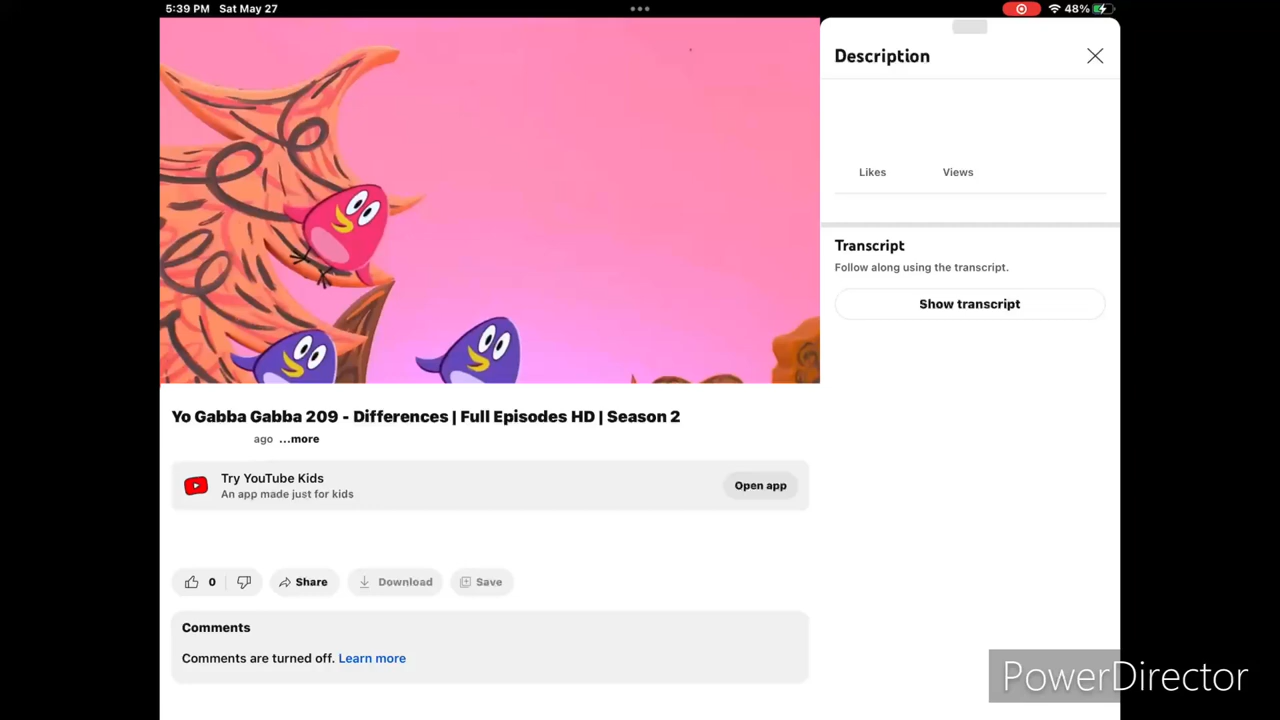 5:39 PM Sat May 27
48%
Description
Likes Views
Transcript
Follow along using the transcript.
Show transcript
Yo Gabba Gabba 209 - Differences | Full Episodes HD | Season 2
ago ...more
Try YouTube Kids
An app made just for kids
Open app
0 Share Download Save
Comments
Comments are turned off. Learn more
PowerDirector